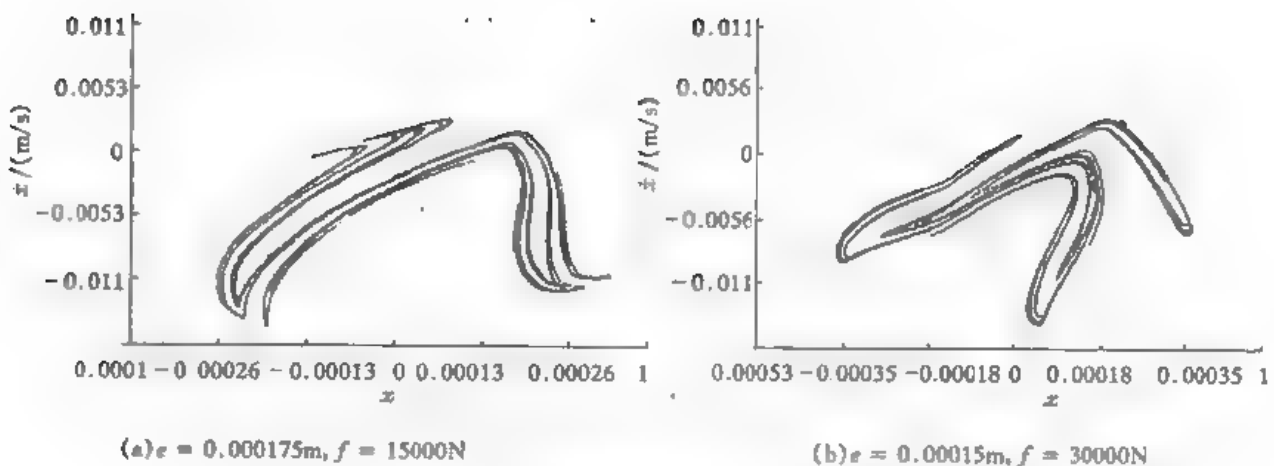 0.011
0.0053
0
−0.0053
−0.011
ẋ/(m/s)
0.0001 −0 00026 −0.00013 0 0.00013 0.00026 1
x
(a)e = 0.000175m, f = 15000N
0.011
0.0056
0
−0.0056
−0.011
ẋ/(m/s)
0.00053 −0.00035 −0.00018 0 0.00018 0.00035 1
x
(b)e = 0.00015m, f = 30000N